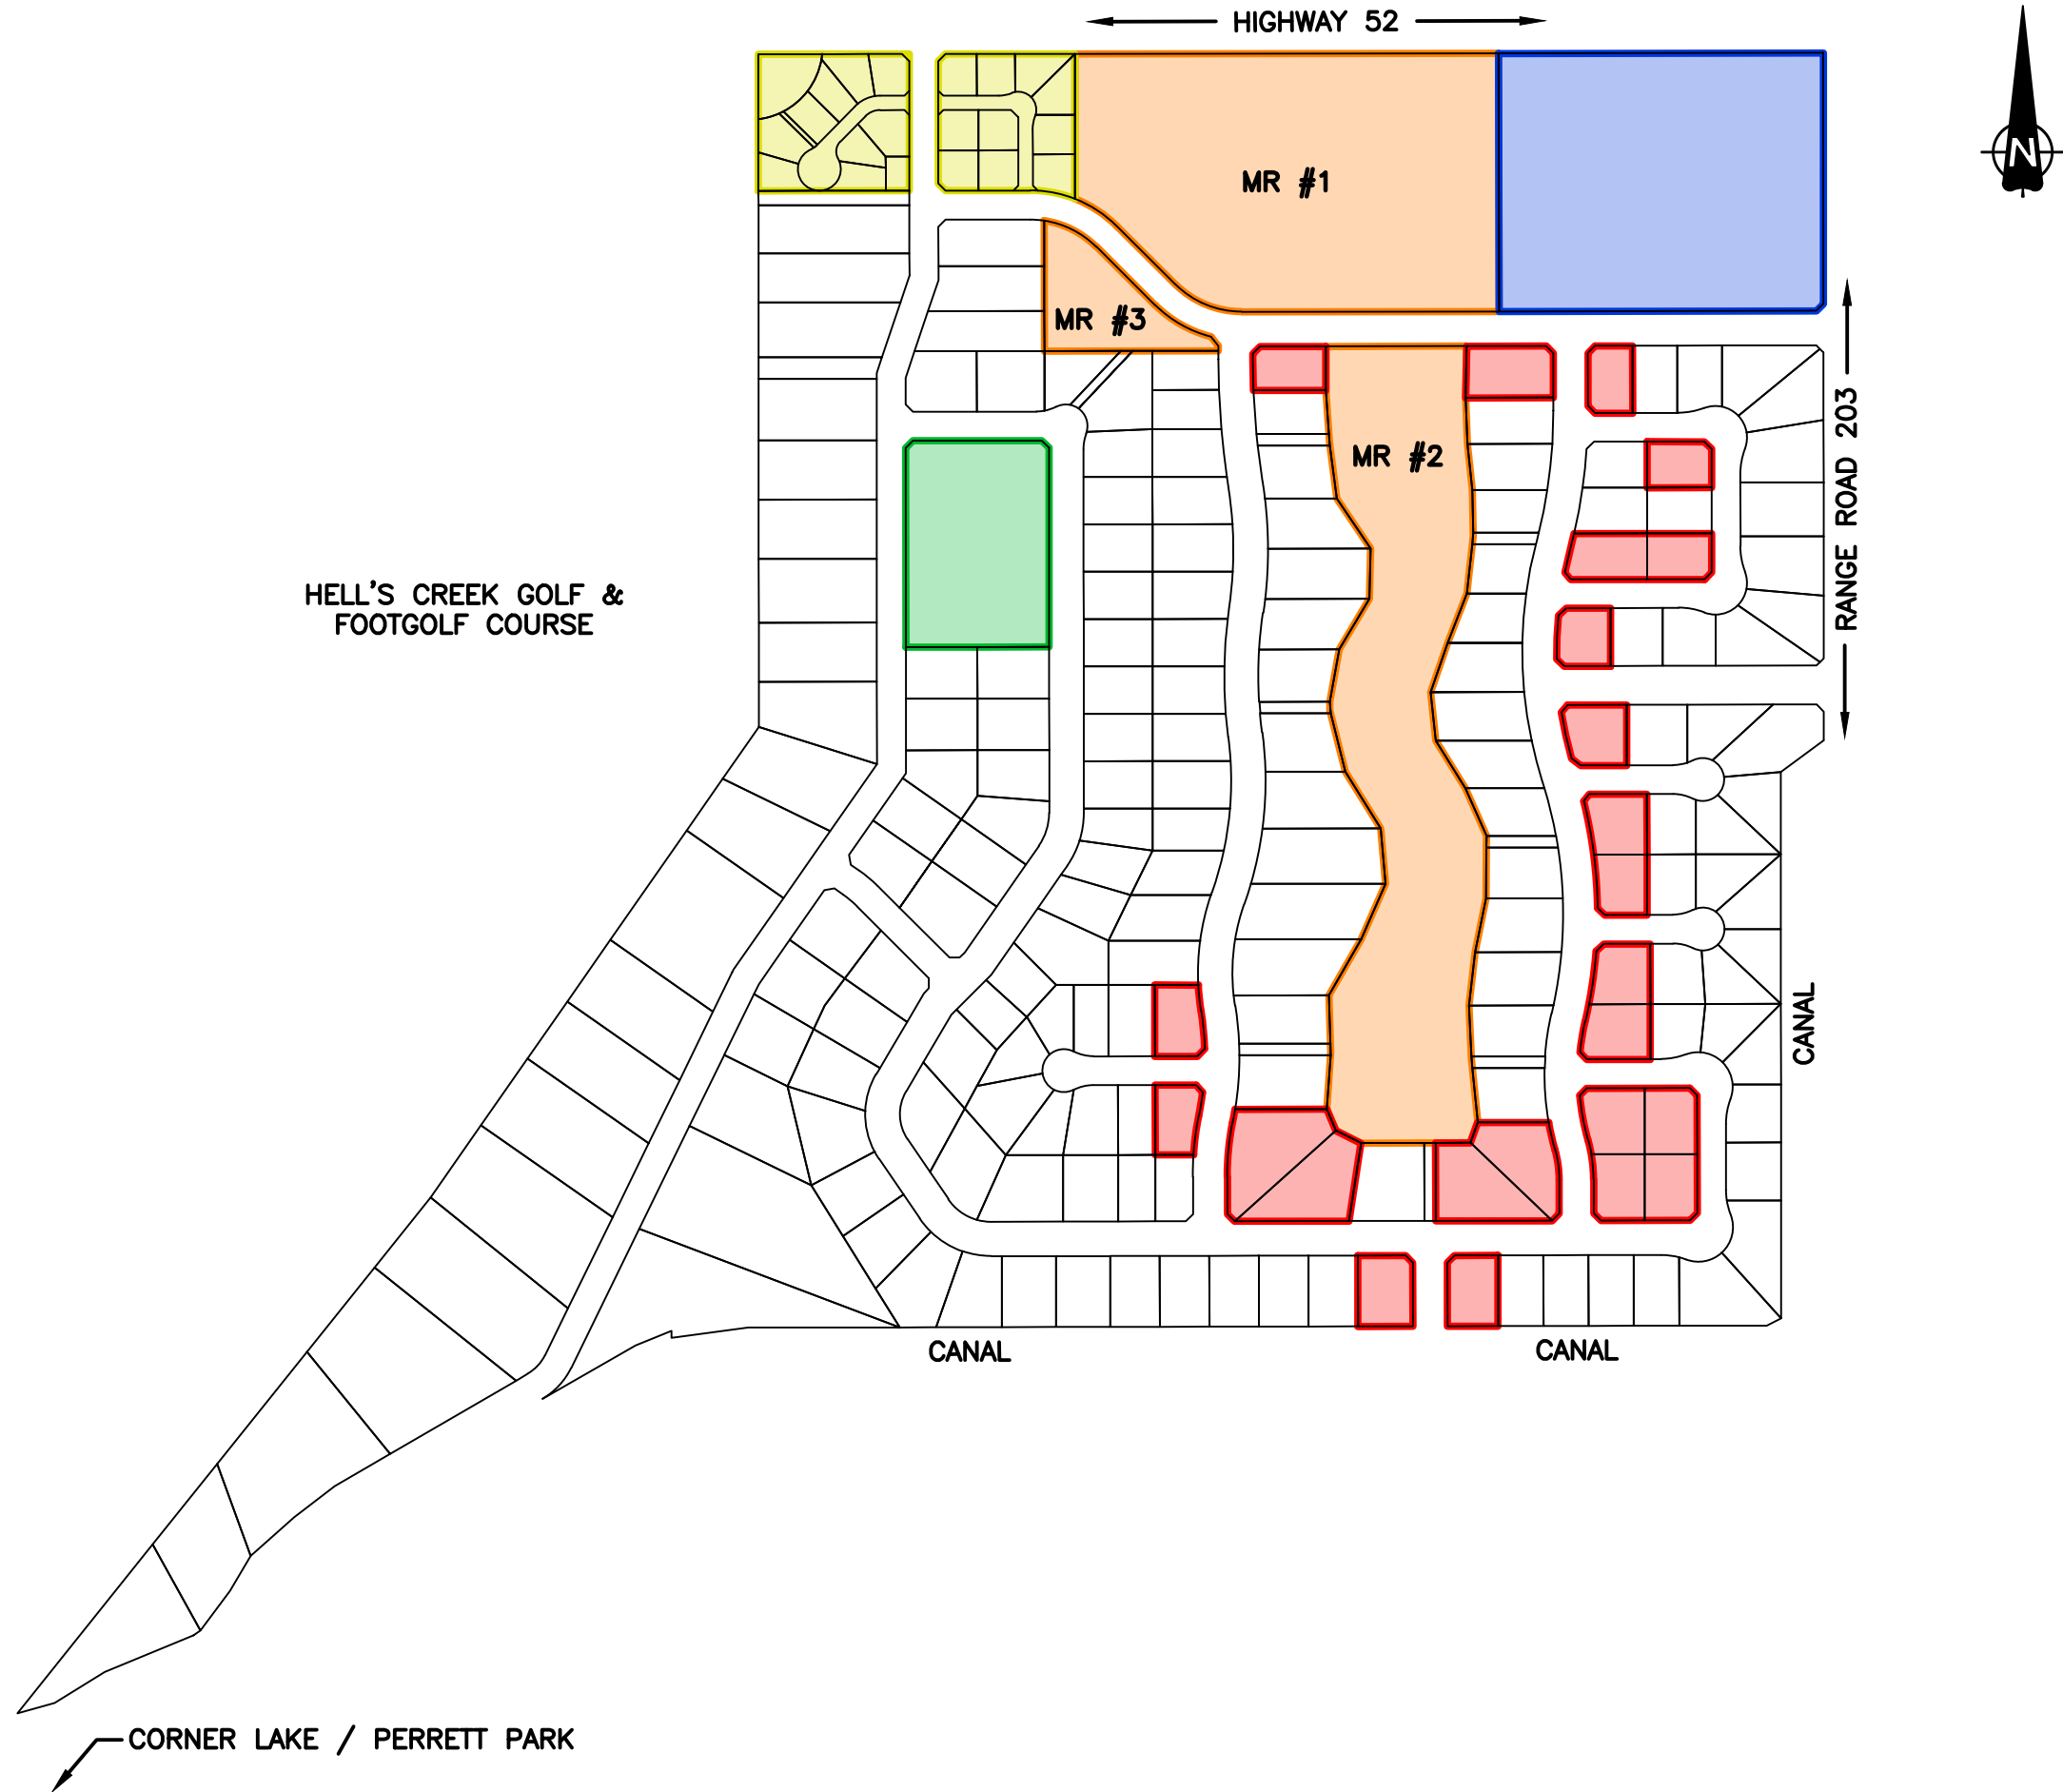 HIGHWAY 52
N
MR #1
MR #3
MR #2
RANGE ROAD 203
HELL'S CREEK GOLF &
FOOTGOLF COURSE
CANAL
CANAL
CANAL
CORNER LAKE / PERRETT PARK